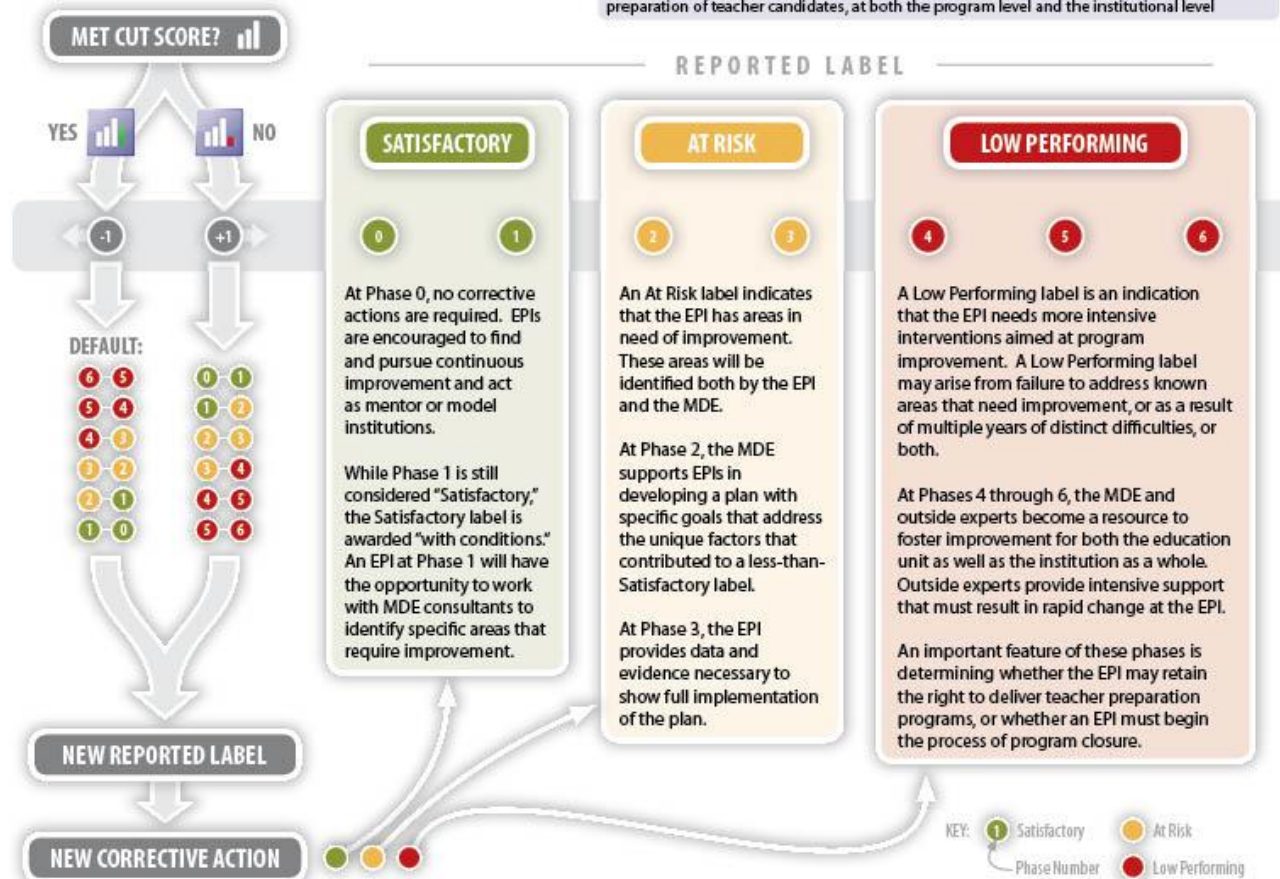 preparation of teacher candidates, at both the program level and the institutional level
MET CUT SCORE?
YES
NO
-1
+1
DEFAULT:
6 5
5 4
4 3
3 2
2 1
1 0
0 1
1 2
2 3
3 4
4 5
5 6
NEW REPORTED LABEL
NEW CORRECTIVE ACTION
REPORTED LABEL
SATISFACTORY
0 1
At Phase 0, no corrective
actions are required. EPIs
are encouraged to find
and pursue continuous
improvement and act
as mentor or model
institutions.
While Phase 1 is still
considered "Satisfactory,"
the Satisfactory label is
awarded "with conditions."
An EPI at Phase 1 will have
the opportunity to work
with MDE consultants to
identify specific areas that
require improvement.
AT RISK
2 3
An At Risk label indicates
that the EPI has areas in
need of improvement.
These areas will be
identified both by the EPI
and the MDE.
At Phase 2, the MDE
supports EPIs in
developing a plan with
specific goals that address
the unique factors that
contributed to a less-than-
Satisfactory label.
At Phase 3, the EPI
provides data and
evidence necessary to
show full implementation
of the plan.
LOW PERFORMING
4 5 6
A Low Performing label is an indication
that the EPI needs more intensive
interventions aimed at program
improvement. A Low Performing label
may arise from failure to address known
areas that need improvement, or as a result
of multiple years of distinct difficulties, or
both.
At Phases 4 through 6, the MDE and
outside experts become a resource to
foster improvement for both the education
unit as well as the institution as a whole.
Outside experts provide intensive support
that must result in rapid change at the EPI.
An important feature of these phases is
determining whether the EPI may retain
the right to deliver teacher preparation
programs, or whether an EPI must begin
the process of program closure.
KEY: 1 Satisfactory
At Risk
Phase Number
Low Performing